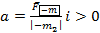 a = F̅[−m] / |−m₂| i > 0